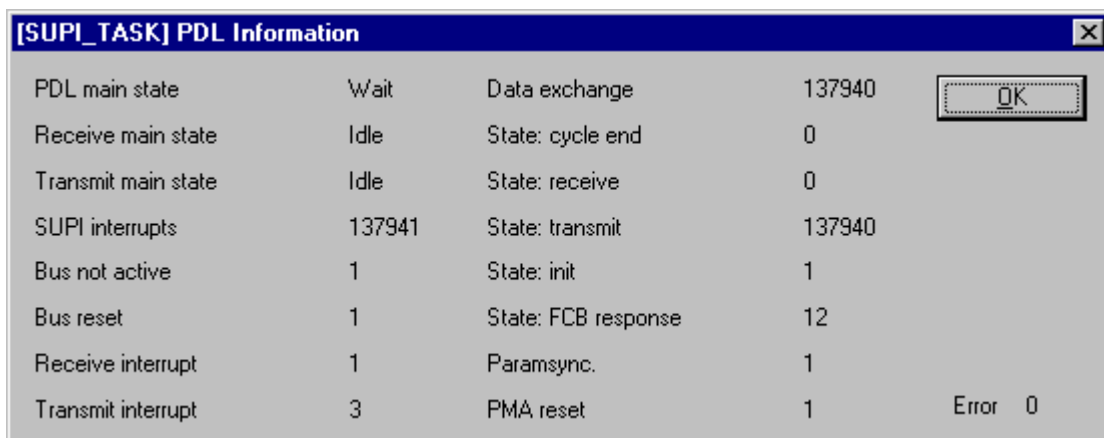 [SUPI_TASK] PDL Information
PDL main state Wait Data exchange 137940 OK
Receive main state Idle State: cycle end 0
Transmit main state Idle State: receive 0
SUPI interrupts 137941 State: transmit 137940
Bus not active 1 State: init 1
Bus reset 1 State: FCB response 12
Receive interrupt 1 Paramsync. 1
Transmit interrupt 3 PMA reset 1 Error 0